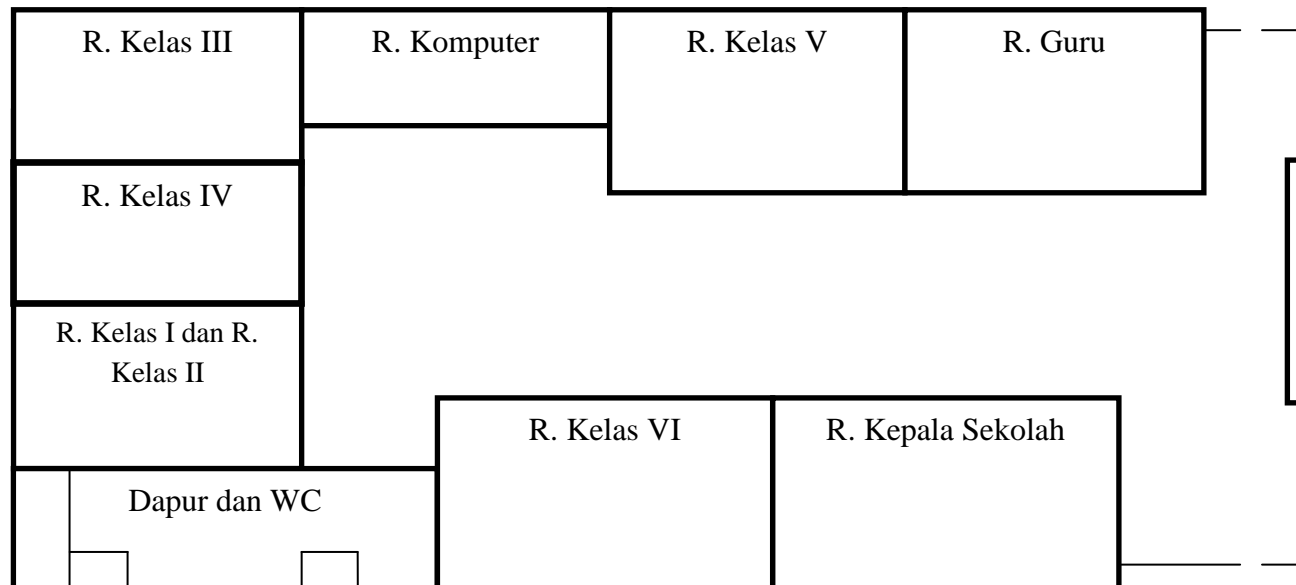 R. Kelas III
R. Komputer
R. Kelas V
R. Guru
R. Kelas IV
R. Kelas I dan R.
Kelas II
R. Kelas VI
R. Kepala Sekolah
Dapur dan WC